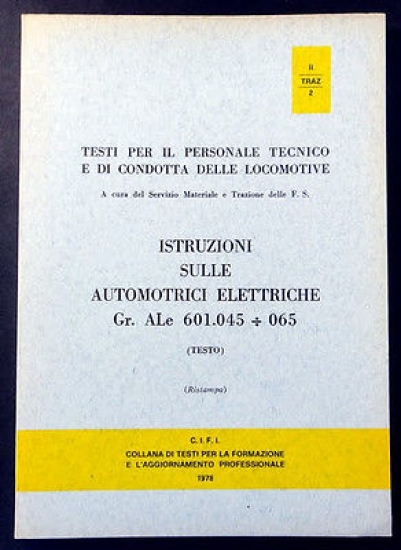 II
TRAZ
2
TESTI PER IL PERSONALE TECNICO
E DI CONDOTTA DELLE LOCOMOTIVE
A cura del Servizio Materiale e Trazione delle F. S.
ISTRUZIONI
SULLE
AUTOMOTRICI ELETTRICHE
Gr. ALe 601.045 ÷ 065
(TESTO)
(Ristampa)
C. I. F. I.
COLLANA DI TESTI PER LA FORMAZIONE
E L'AGGIORNAMENTO PROFESSIONALE
1978